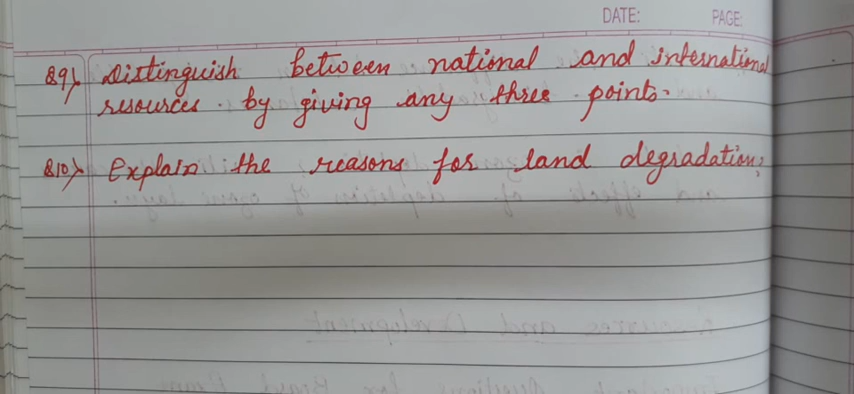 DATE: PAGE:
Q9) Distinguish between national and international
resources. by giving any three points.
Q10) Explain the reasons for land degradation?